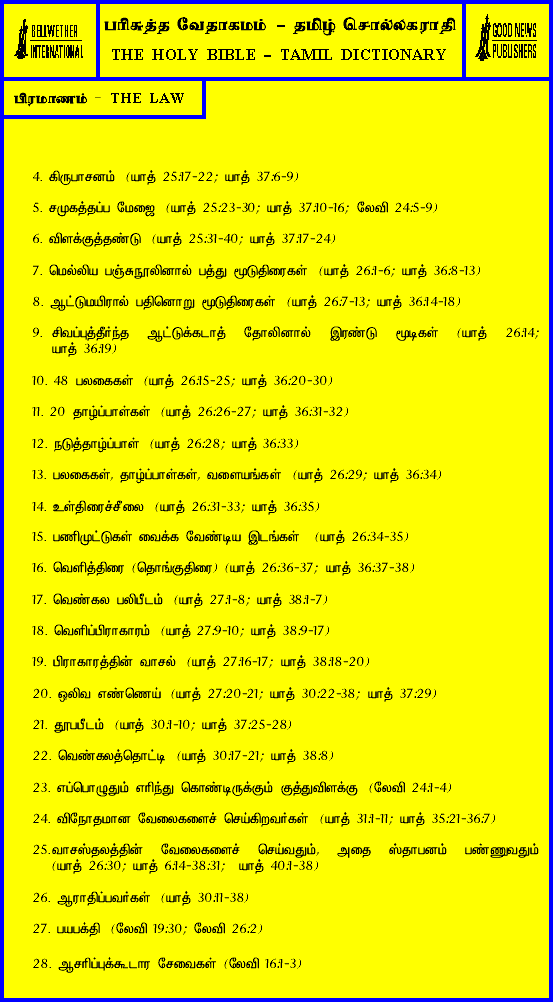 BELLWETHER
INTERNATIONAL
பரிசுத்த வேதாகமம் - தமிழ் சொல்லகராதி
THE HOLY BIBLE - TAMIL DICTIONARY
GOOD NEWS
PUBLISHERS
பிரமாணம் - THE LAW
4. கிருபாசனம் (யாத் 25:17-22; யாத் 37:6-9)
5. சமுகத்தப்ப மேஜை (யாத் 25:23-30; யாத் 37:10-16; லேவி 24:5-9)
6. விளக்குத்தண்டு (யாத் 25:31-40; யாத் 37:17-24)
7. மெல்லிய பஞ்சுநூலினால் பத்து மூடுதிரைகள் (யாத் 26:1-6; யாத் 36:8-13)
8. ஆட்டுமயிரால் பதினொறு மூடுதிரைகள் (யாத் 26:7-13; யாத் 36:14-18)
9. சிவப்புத்தீர்ந்த ஆட்டுக்கடாத் தோலினால் இரண்டு மூடிகள் (யாத் 26:14;
யாத் 36:19)
10. 48 பலகைகள் (யாத் 26:15-25; யாத் 36:20-30)
11. 20 தாழ்ப்பாள்கள் (யாத் 26:26-27; யாத் 36:31-32)
12. நடுத்தாழ்ப்பாள் (யாத் 26:28; யாத் 36:33)
13. பலகைகள், தாழ்ப்பாள்கள், வளையங்கள் (யாத் 26:29; யாத் 36:34)
14. உள்திரைச்சீலை (யாத் 26:31-33; யாத் 36:35)
15. பணிமுட்டுகள் வைக்க வேண்டிய இடங்கள் (யாத் 26:34-35)
16. வெளித்திரை (தொங்குதிரை) (யாத் 26:36-37; யாத் 36:37-38)
17. வெண்கல பலிபீடம் (யாத் 27:1-8; யாத் 38:1-7)
18. வெளிப்பிராகாரம் (யாத் 27:9-10; யாத் 38:9-17)
19. பிராகாரத்தின் வாசல் (யாத் 27:16-17; யாத் 38:18-20)
20. ஒலிவ எண்ணெய் (யாத் 27:20-21; யாத் 30:22-38; யாத் 37:29)
21. தூபபீடம் (யாத் 30:1-10; யாத் 37:25-28)
22. வெண்கலத்தொட்டி (யாத் 30:17-21; யாத் 38:8)
23. எப்பொழுதும் எரிந்து கொண்டிருக்கும் குத்துவிளக்கு (லேவி 24:1-4)
24. விநோதமான வேலைகளைச் செய்கிறவர்கள் (யாத் 31:1-11; யாத் 35:21-36:7)
25.வாசஸ்தலத்தின் வேலைகளைச் செய்வதும், அதை ஸ்தாபனம் பண்ணுவதும்
(யாத் 26:30; யாத் 6:14-38:31; யாத் 40:1-38)
26. ஆராதிப்பவர்கள் (யாத் 30:11-38)
27. பயபக்தி (லேவி 19:30; லேவி 26:2)
28. ஆசரிப்புக்கூடார சேவைகள் (லேவி 16:1-3)